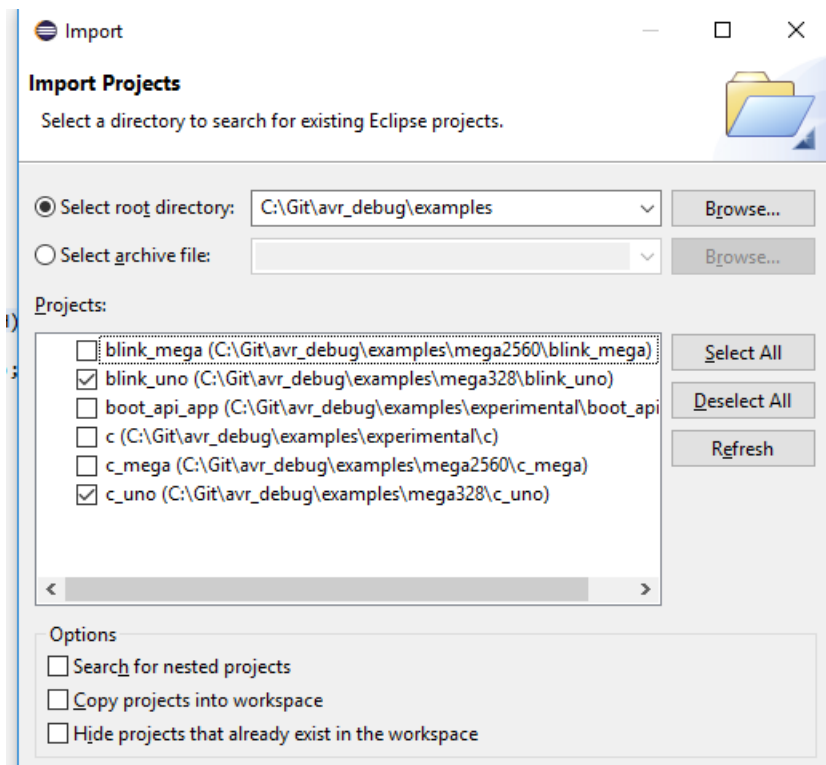 Import
Import Projects
Select a directory to search for existing Eclipse projects.
Select root directory: C:\Git\avr_debug\examples Browse...
Select archive file: Browse...
Projects:
blink_mega (C:\Git\avr_debug\examples\mega2560\blink_mega) Select All
blink_uno (C:\Git\avr_debug\examples\mega328\blink_uno)
boot_api_app (C:\Git\avr_debug\examples\experimental\boot_api Deselect All
c (C:\Git\avr_debug\examples\experimental\c)
c_mega (C:\Git\avr_debug\examples\mega2560\c_mega) Refresh
c_uno (C:\Git\avr_debug\examples\mega328\c_uno)
Options
Search for nested projects
Copy projects into workspace
Hide projects that already exist in the workspace